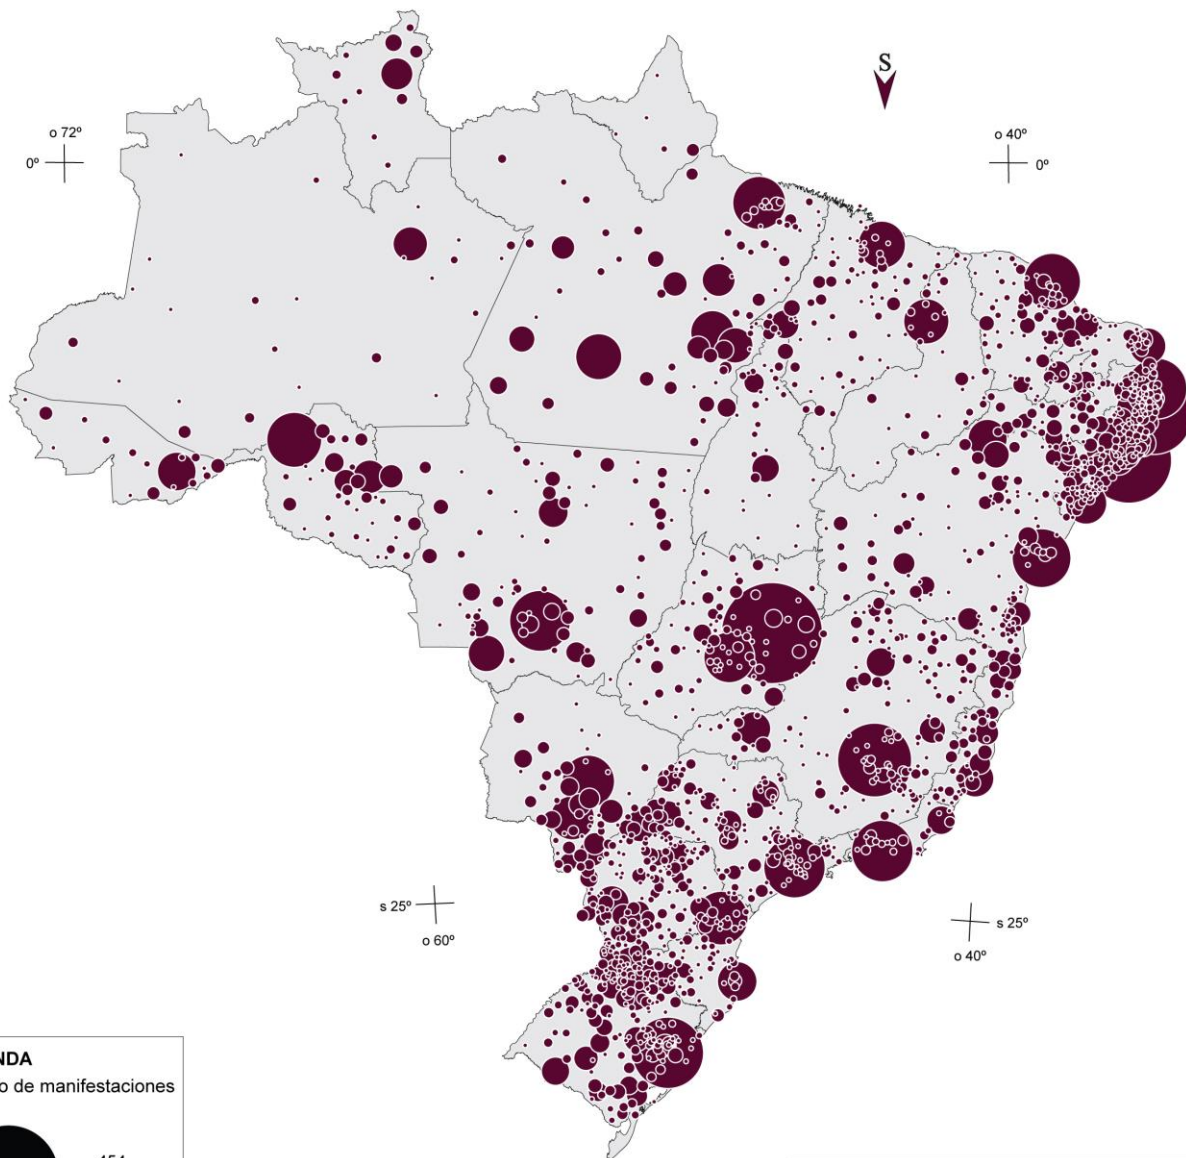 S
o 72º
0º
o 40º
0º
s 25º
o 60º
s 25º
o 40º
NDA
o de manifestaciones